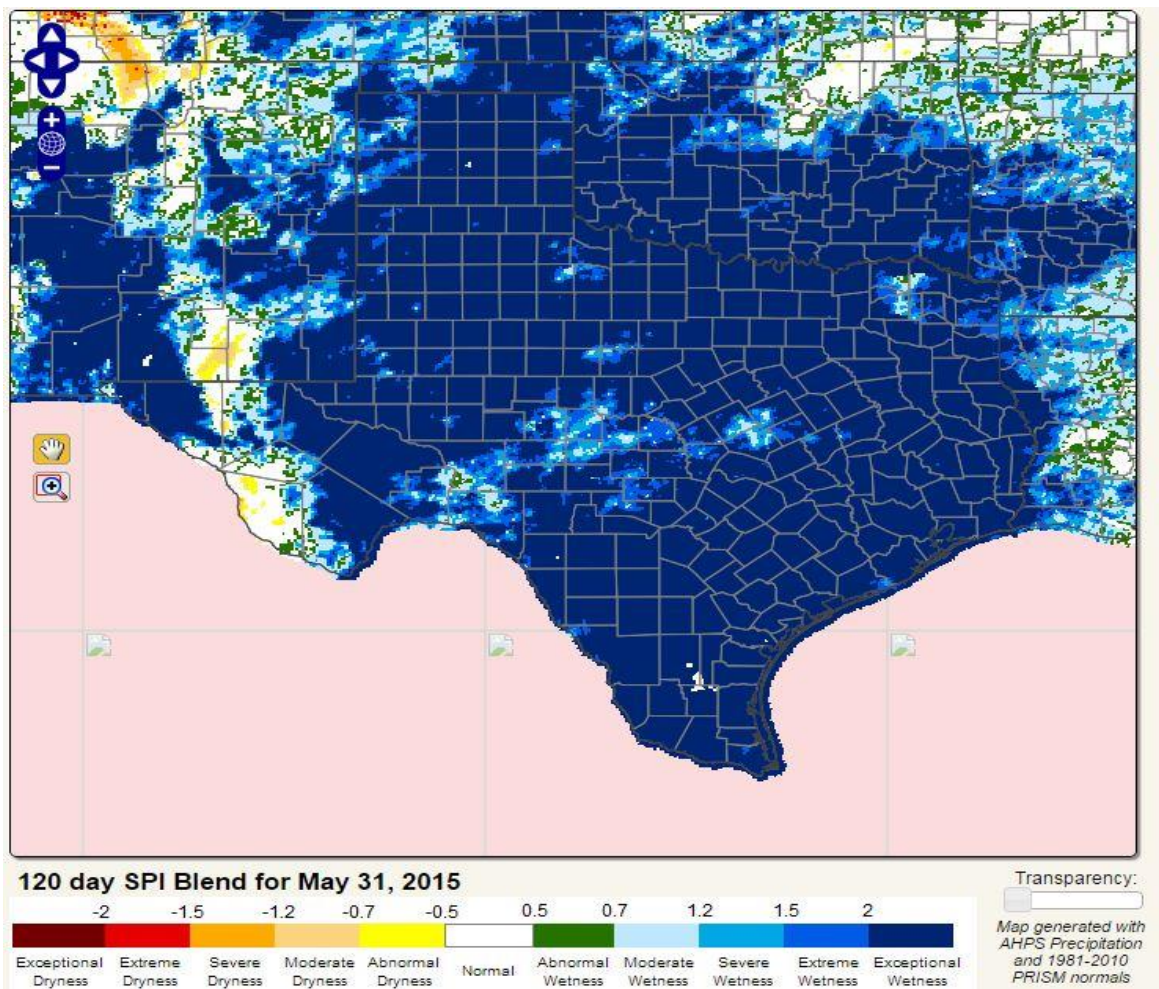 120 day SPI Blend for May 31, 2015
Transparency:
-2 -1.5 -1.2 -0.7 -0.5 0.5 0.7 1.2 1.5 2
Exceptional Dryness
Extreme Dryness
Severe Dryness
Moderate Dryness
Abnormal Dryness
Normal
Abnormal Wetness
Moderate Wetness
Severe Wetness
Extreme Wetness
Exceptional Wetness
Map generated with
AHPS Precipitation
and 1981-2010
PRISM normals